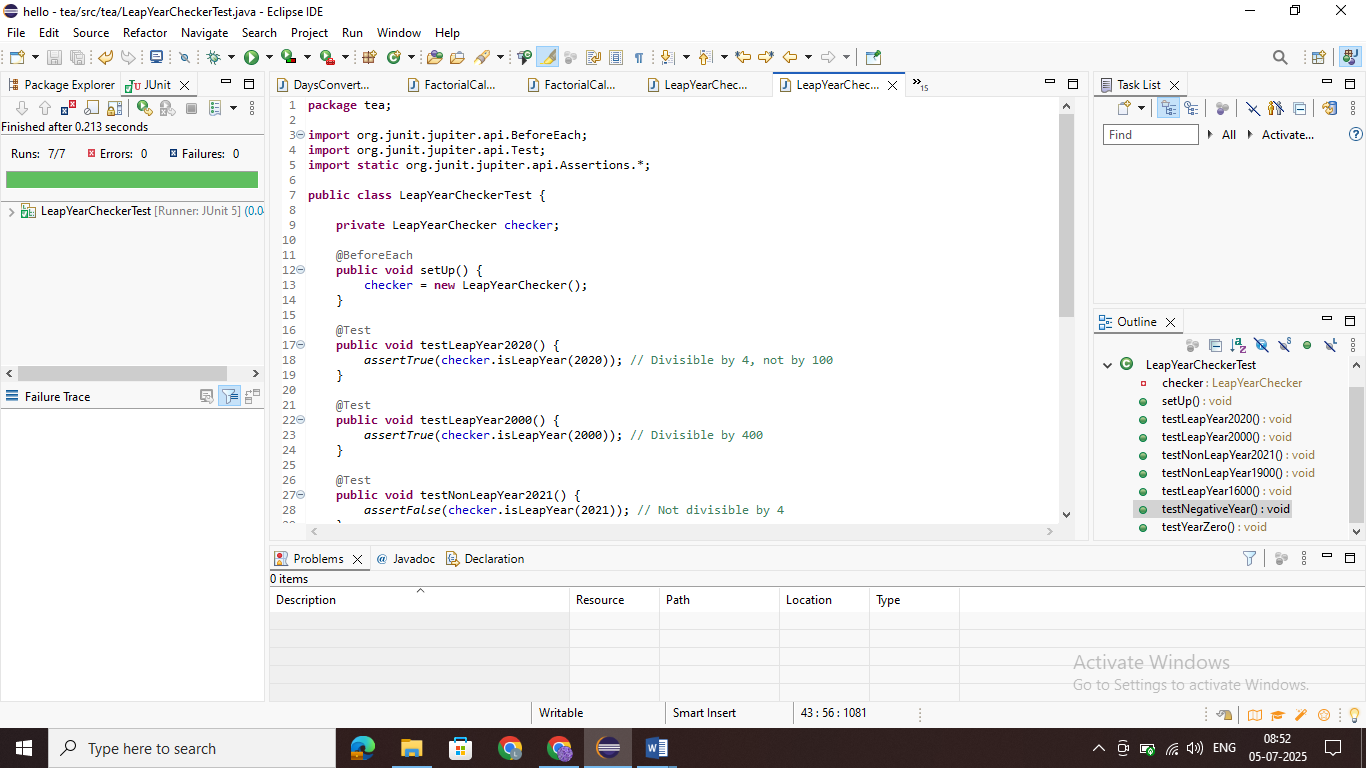 hello - tea/src/tea/LeapYearCheckerTest.java - Eclipse IDE
File Edit Source Refactor Navigate Search Project Run Window Help
Package Explorer JUnit
Finished after 0.213 seconds
Runs: 7/7 Errors: 0 Failures: 0
LeapYearCheckerTest [Runner: JUnit 5] (0.0
Failure Trace
DaysConvert... FactorialCal... FactorialCal... LeapYearChec... LeapYearChec... 15
1 package tea;
2
3 import org.junit.jupiter.api.BeforeEach;
4 import org.junit.jupiter.api.Test;
5 import static org.junit.jupiter.api.Assertions.*;
6
7 public class LeapYearCheckerTest {
8
9 private LeapYearChecker checker;
10
11 @BeforeEach
12 public void setUp() {
13 checker = new LeapYearChecker();
14 }
15
16 @Test
17 public void testLeapYear2020() {
18 assertTrue(checker.isLeapYear(2020)); // Divisible by 4, not by 100
19 }
20
21 @Test
22 public void testLeapYear2000() {
23 assertTrue(checker.isLeapYear(2000)); // Divisible by 400
24 }
25
26 @Test
27 public void testNonLeapYear2021() {
28 assertFalse(checker.isLeapYear(2021)); // Not divisible by 4
Task List
Find All Activate...
Outline
LeapYearCheckerTest
checker : LeapYearChecker
setUp() : void
testLeapYear2020() : void
testLeapYear2000() : void
testNonLeapYear2021() : void
testNonLeapYear1900() : void
testLeapYear1600() : void
testNegativeYear() : void
testYearZero() : void
Problems @ Javadoc Declaration
0 items
Description Resource Path Location Type
Activate Windows
Go to Settings to activate Windows.
Writable Smart Insert 43 : 56 : 1081
Type here to search
ENG
08:52
05-07-2025